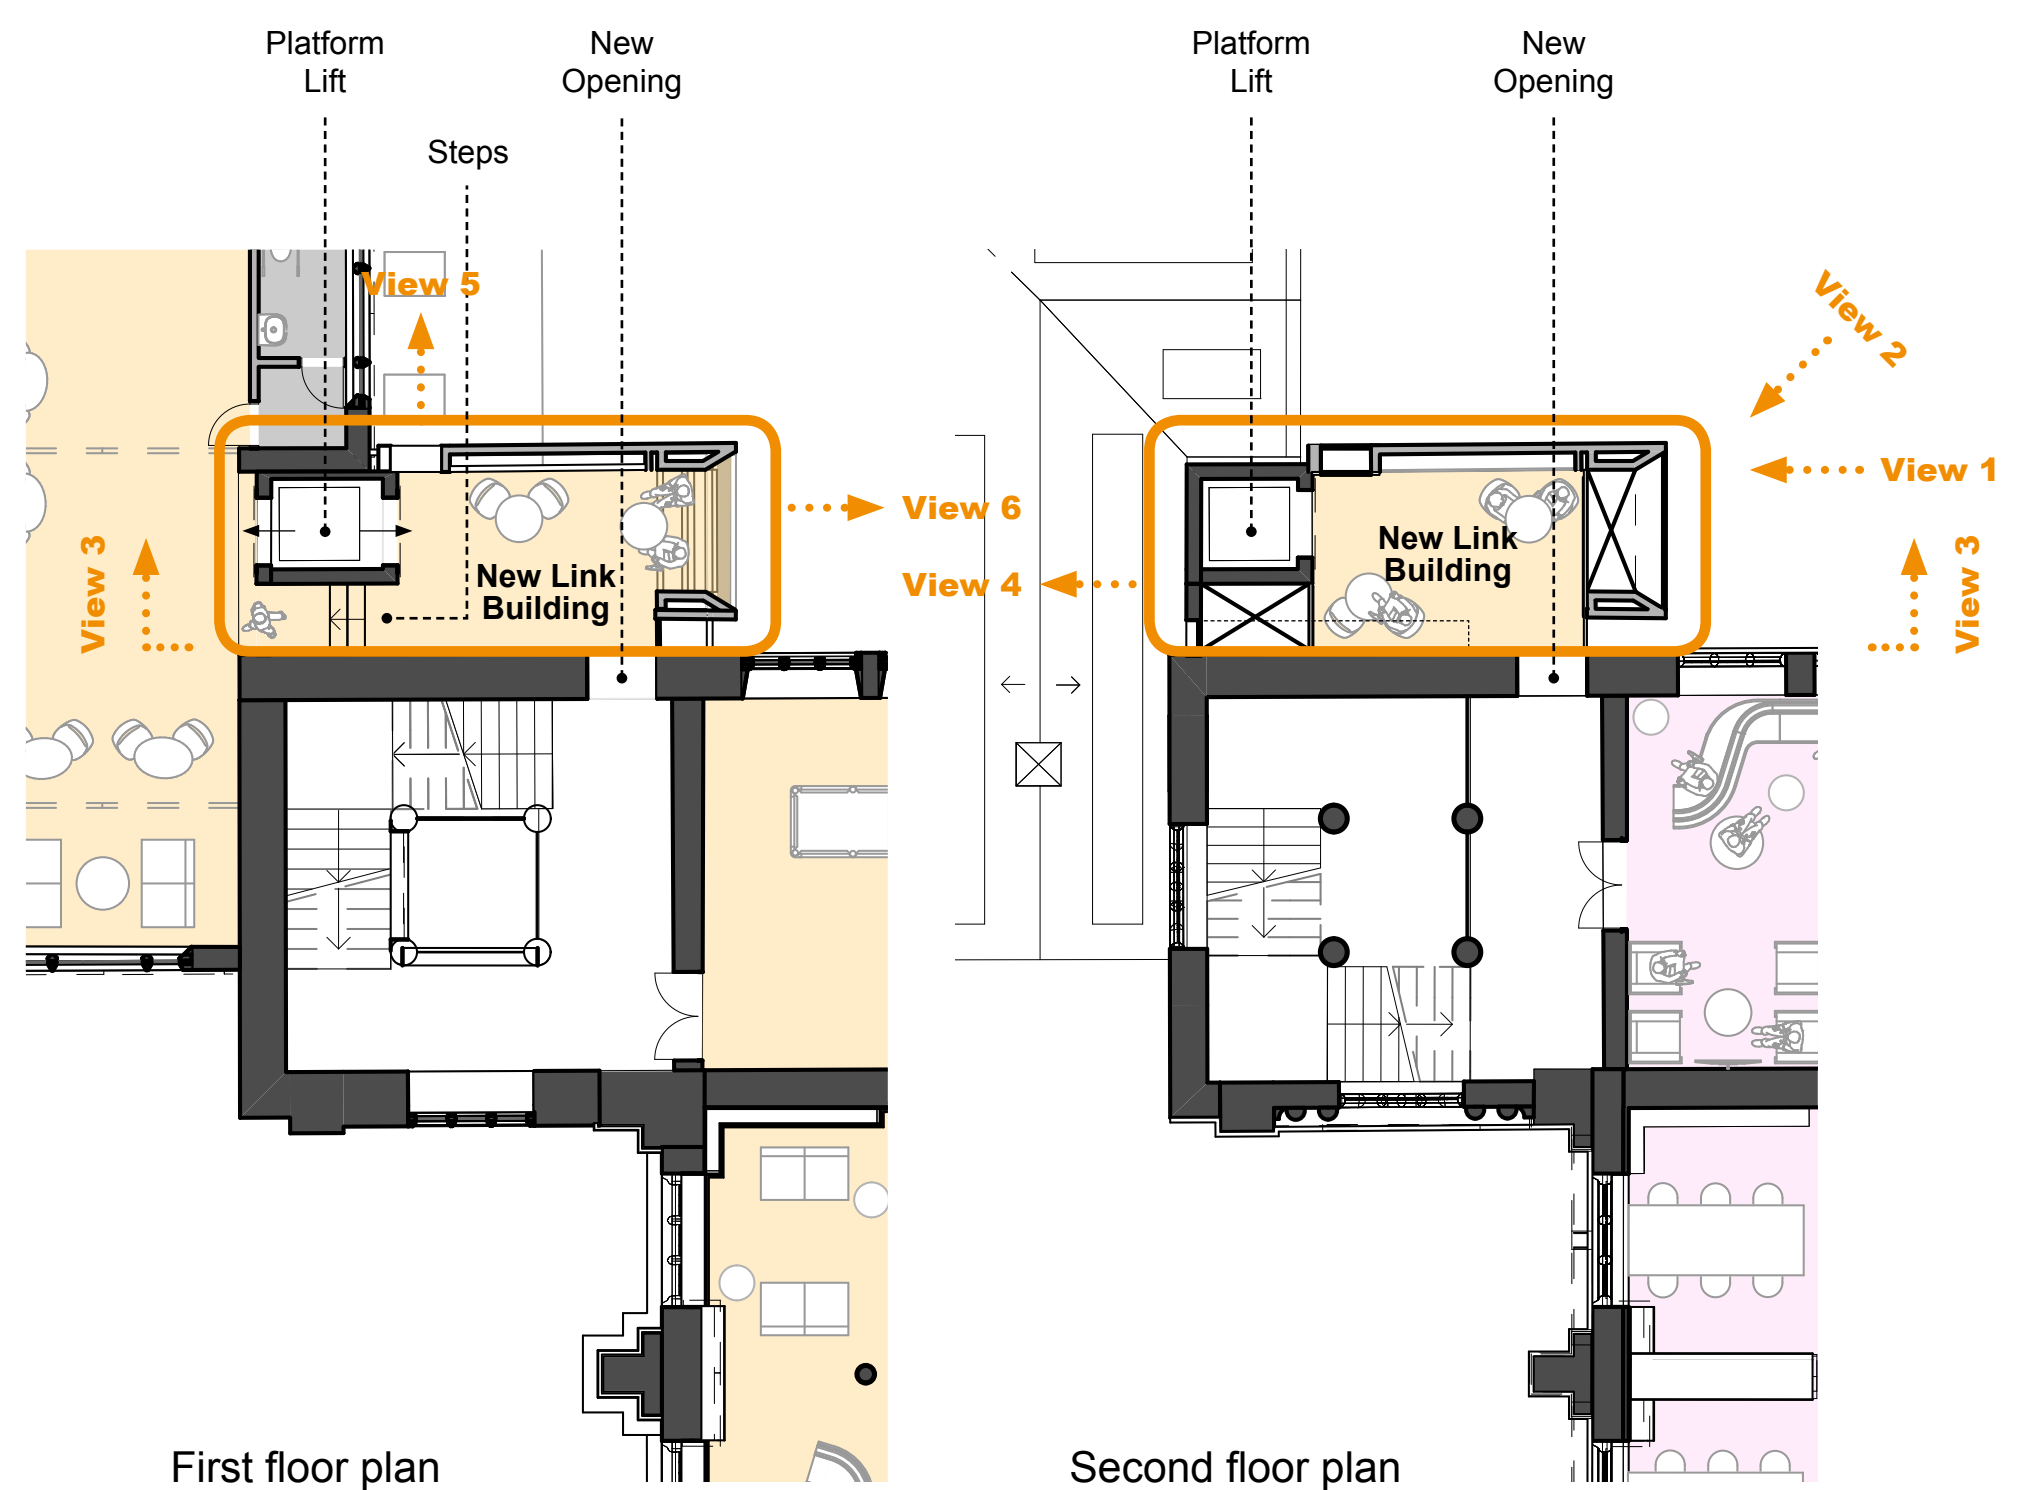 Platform
Lift
New
Opening
Steps
View 5
View 3
View 6
New Link
Building
First floor plan
Platform
Lift
New
Opening
View 2
View 1
View 4
View 3
New Link
Building
Second floor plan